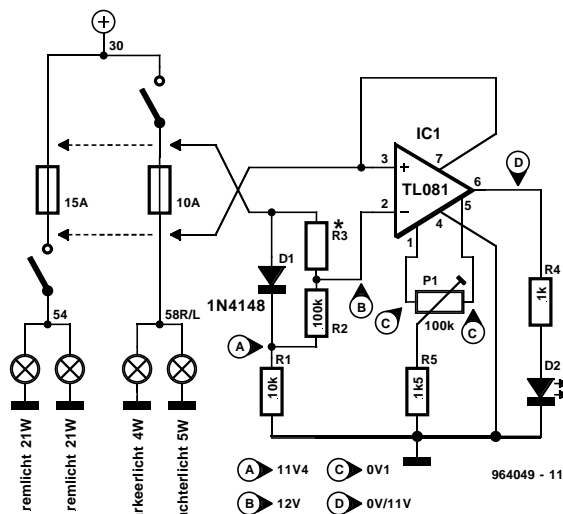 +
30
IC1
3
+
7
D
TL081
6
2
−
5
15A
10A
*
R3
1
4
D1
R4
P1
1k
1N4148
B
C
C
100k
54
58R/L
100k
R2
A
D2
R1
R5
10k
1k5
remlicht 21W
remlicht 21W
rkeerlicht 4W
achterlicht 5W
A 11V4
C 0V1
964049 - 11
B 12V
D 0V/11V